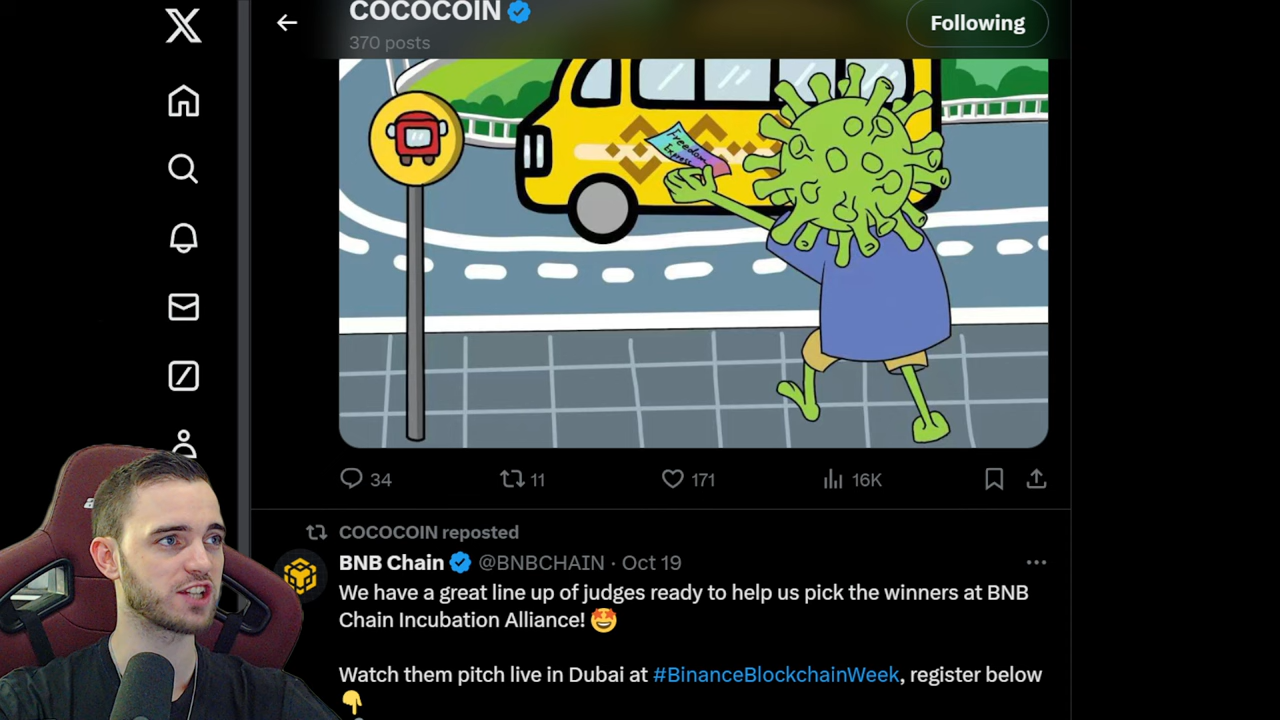 COCOCOIN
370 posts
Following
Freedom
Express
34
11
171
16K
COCOCOIN reposted
BNB Chain @BNBCHAIN · Oct 19
We have a great line up of judges ready to help us pick the winners at BNB
Chain Incubation Alliance! 🤩
Watch them pitch live in Dubai at #BinanceBlockchainWeek, register below
👇